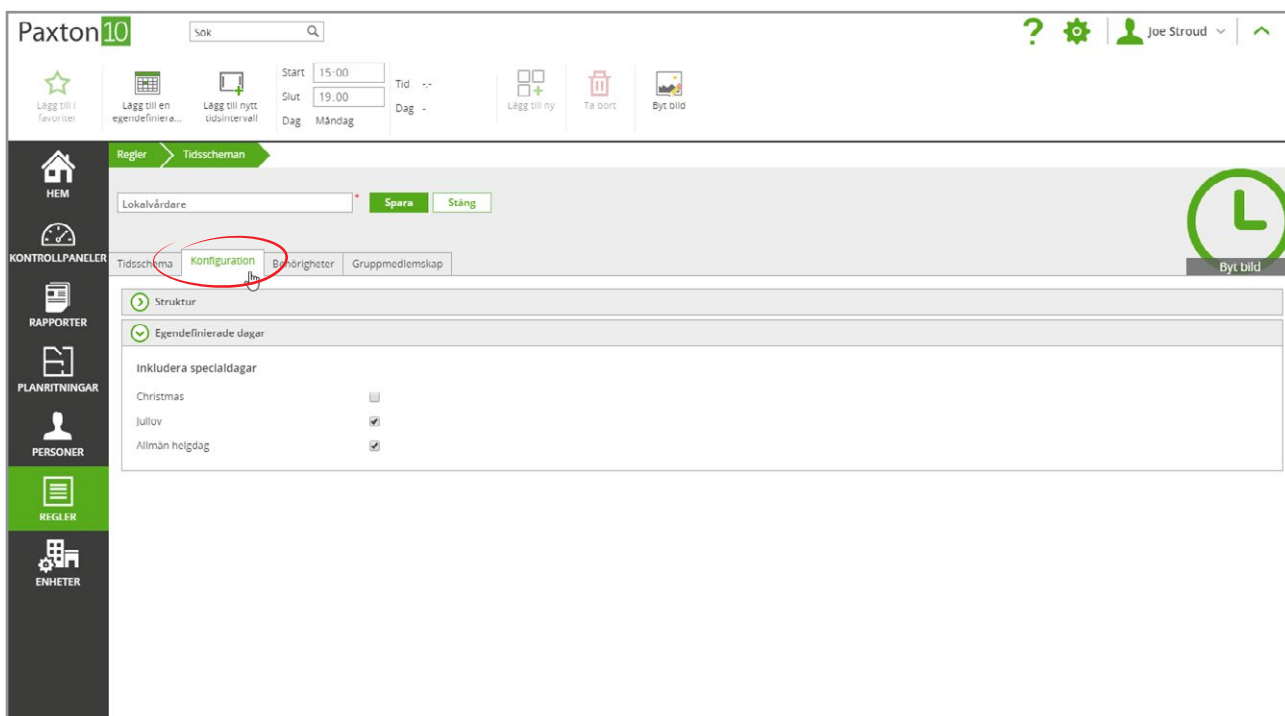 Paxton10
Sök
Joe Stroud
Lägg till i
favoriter
Lägg till en
egendefiniera...
Lägg till nytt
tidsintervall
Start 15:00
Slut 19:00
Dag Måndag
Tid -:-
Dag -
Lägg till ny
Ta bort
Byt bild
HEM
KONTROLLPANELER
RAPPORTER
PLANRITNINGAR
PERSONER
REGLER
ENHETER
Regler Tidsscheman
Lokalvårdare * Spara Stäng
Byt bild
Tidsschema Konfiguration Behörigheter Gruppmedlemskap
Struktur
Egendefinierade dagar
Inkludera specialdagar
Christmas
Jullov
Allmän helgdag